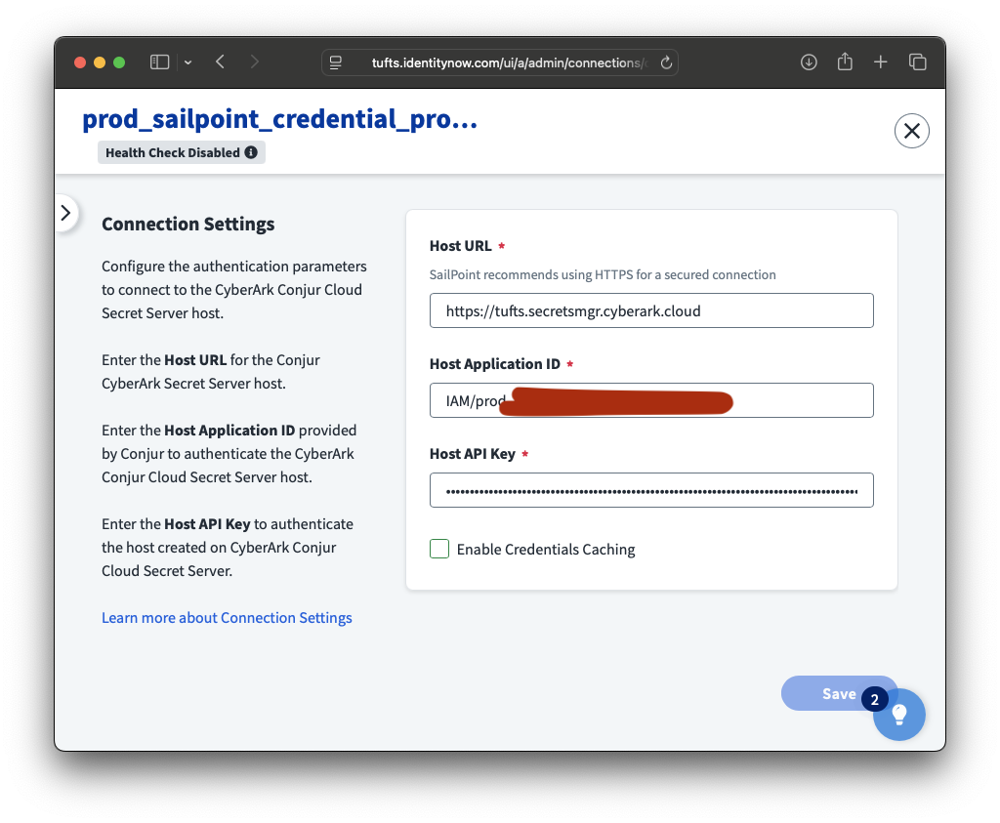 tufts.identitynow.com/ui/a/admin/connections/
prod_sailpoint_credential_pro...
Health Check Disabled
Connection Settings
Configure the authentication parameters
to connect to the CyberArk Conjur Cloud
Secret Server host.
Enter the Host URL for the Conjur
CyberArk Secret Server host.
Enter the Host Application ID provided
by Conjur to authenticate the CyberArk
Conjur Cloud Secret Server host.
Enter the Host API Key to authenticate
the host created on CyberArk Conjur
Cloud Secret Server.
Learn more about Connection Settings
Host URL *
SailPoint recommends using HTTPS for a secured connection
https://tufts.secretsmgr.cyberark.cloud
Host Application ID *
IAM/prod
Host API Key *
Enable Credentials Caching
Save
2